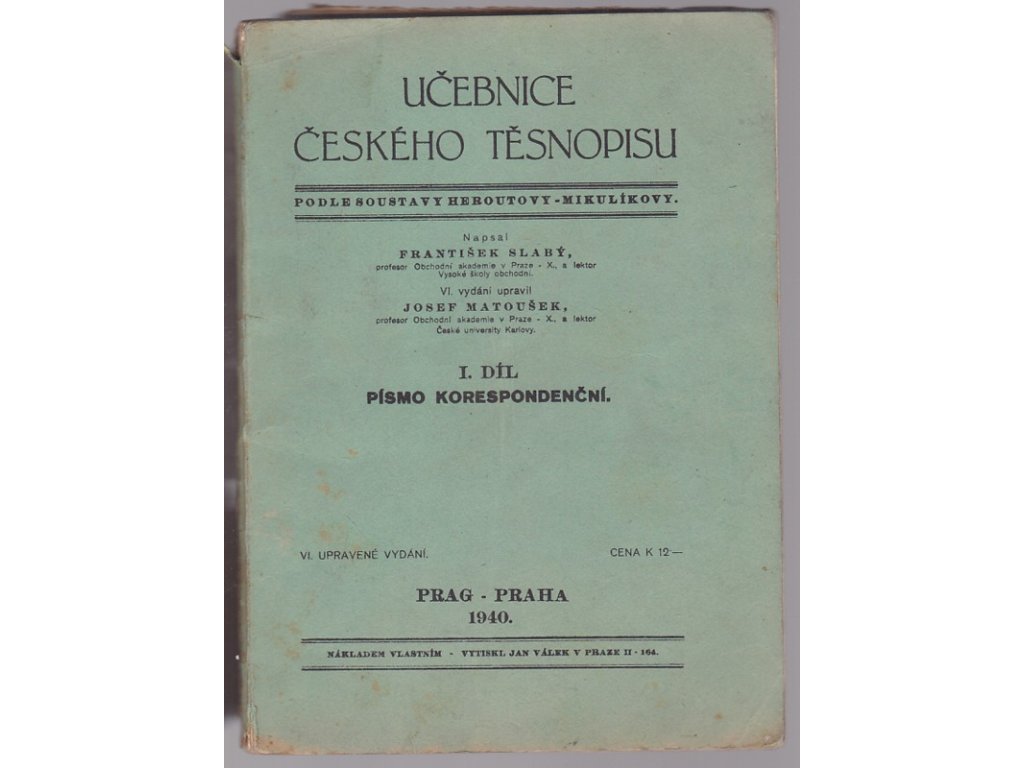 UČEBNICE
ČESKÉHO TĚSNOPISU
PODLE SOUSTAVY HEROUTOVY-MIKULÍKOVY.
Napsal
FRANTIŠEK SLABÝ,
profesor Obchodní akademie v Praze - X., a lektor
Vysoké školy obchodní.
VI. vydání upravil
JOSEF MATOUŠEK,
profesor Obchodní akademie v Praze - X., a lektor
České university Karlovy.
I. DÍL
PÍSMO KORESPONDENČNÍ.
VI. UPRAVENÉ VYDÁNÍ. CENA K 12—
PRAG - PRAHA
1940.
NÁKLADEM VLASTNÍM - VYTISKL JAN VÁLEK V PRAZE II - 164.